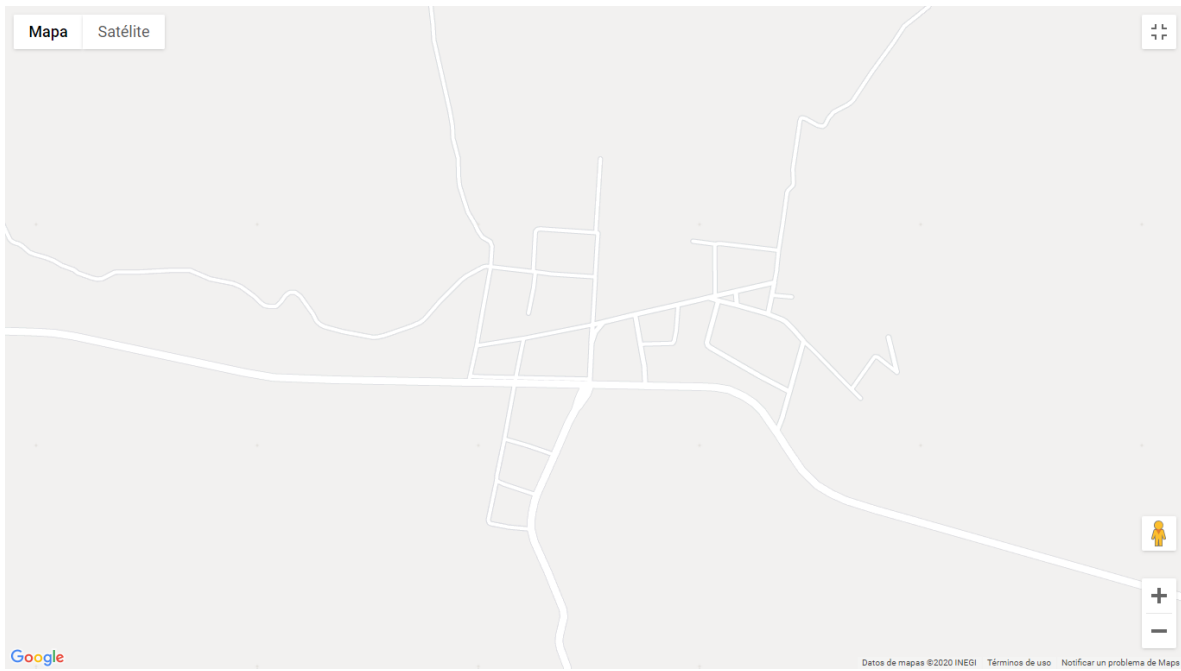 Mapa Satélite
Google
Datos de mapas ©2020 INEGI Términos de uso Notificar un problema de Maps